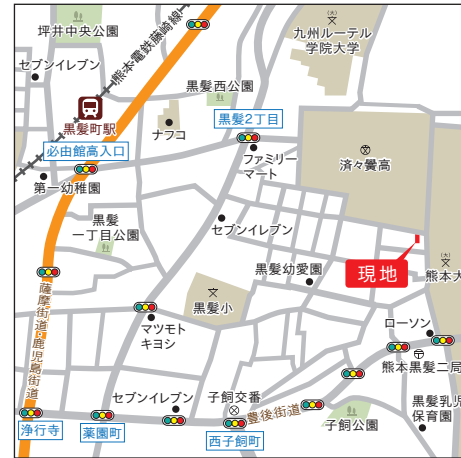 坪井中央公園
セブンイレブン
熊本電鉄藤崎線
(大)
九州ルーテル
学院大学
黒髪西公園
黒髪町駅
ナフコ
黒髪2丁目
必由館高入口
ファミリー
マート
済々黌高
第一幼稚園
黒髪
一丁目公園
セブンイレブン
(大)
熊本大
黒髪幼愛園
現地
薩摩街道・鹿児島街道
黒髪小
マツモト
キヨシ
ローソン
熊本黒髪二局
セブンイレブン
子飼交番
豊後街道
浄行寺
薬園町
西子飼町
子飼公園
黒髪乳児
保育園